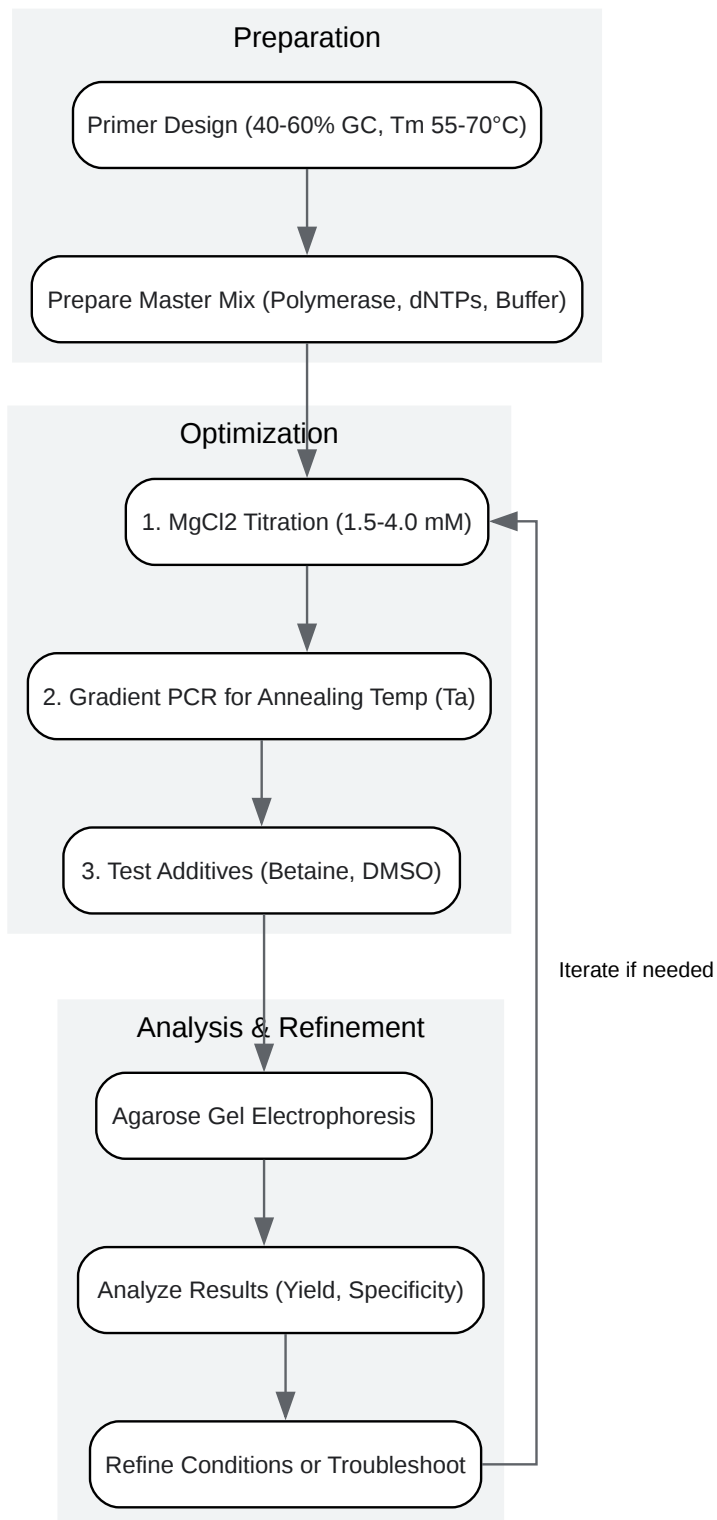 Preparation
Primer Design (40-60% GC, Tm 55-70°C)
Prepare Master Mix (Polymerase, dNTPs, Buffer)
Optimization
1. MgCl2 Titration (1.5-4.0 mM)
2. Gradient PCR for Annealing Temp (Ta)
3. Test Additives (Betaine, DMSO)
Iterate if needed
Analysis & Refinement
Agarose Gel Electrophoresis
Analyze Results (Yield, Specificity)
Refine Conditions or Troubleshoot